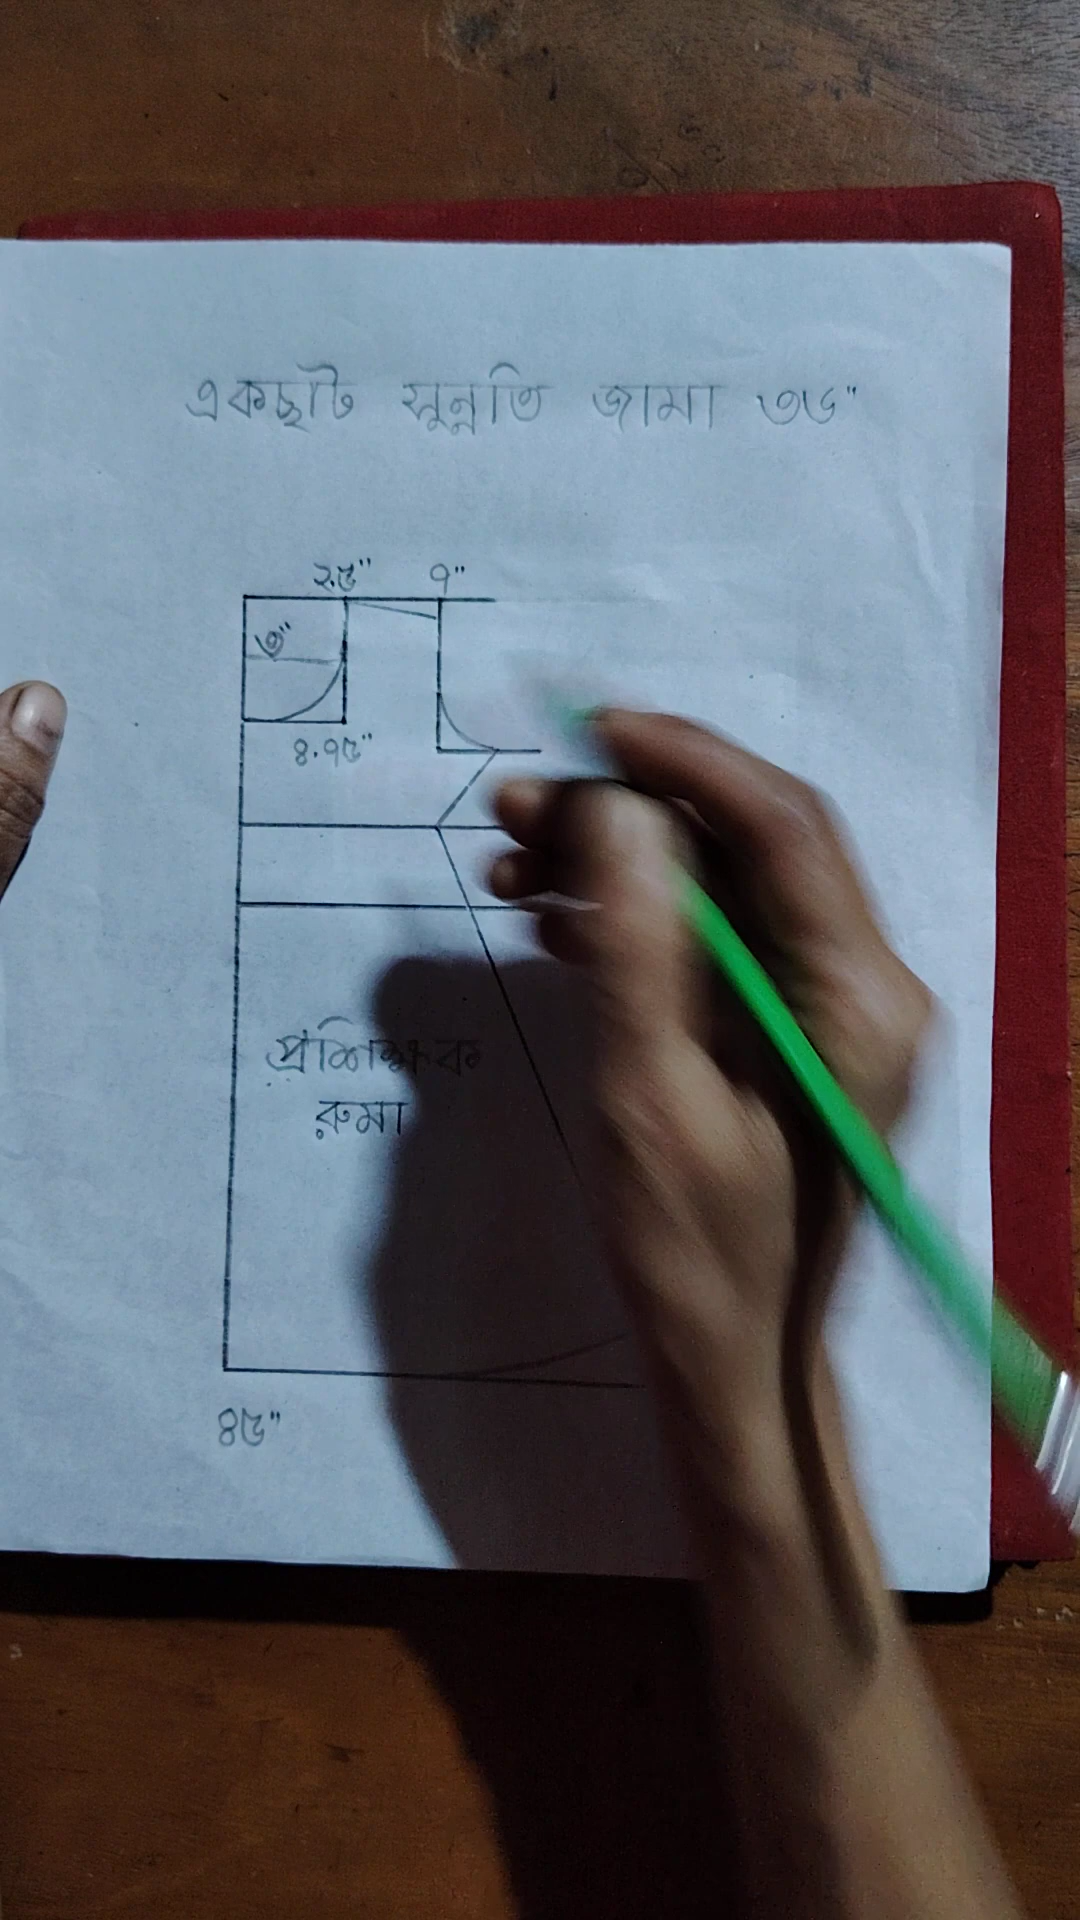 একছাট সুন্নতি জামা ৩৬"
২.৫" ৭"
৩"
৪.৭৫"
প্রশিক্ষক
রুমা
৪৫"